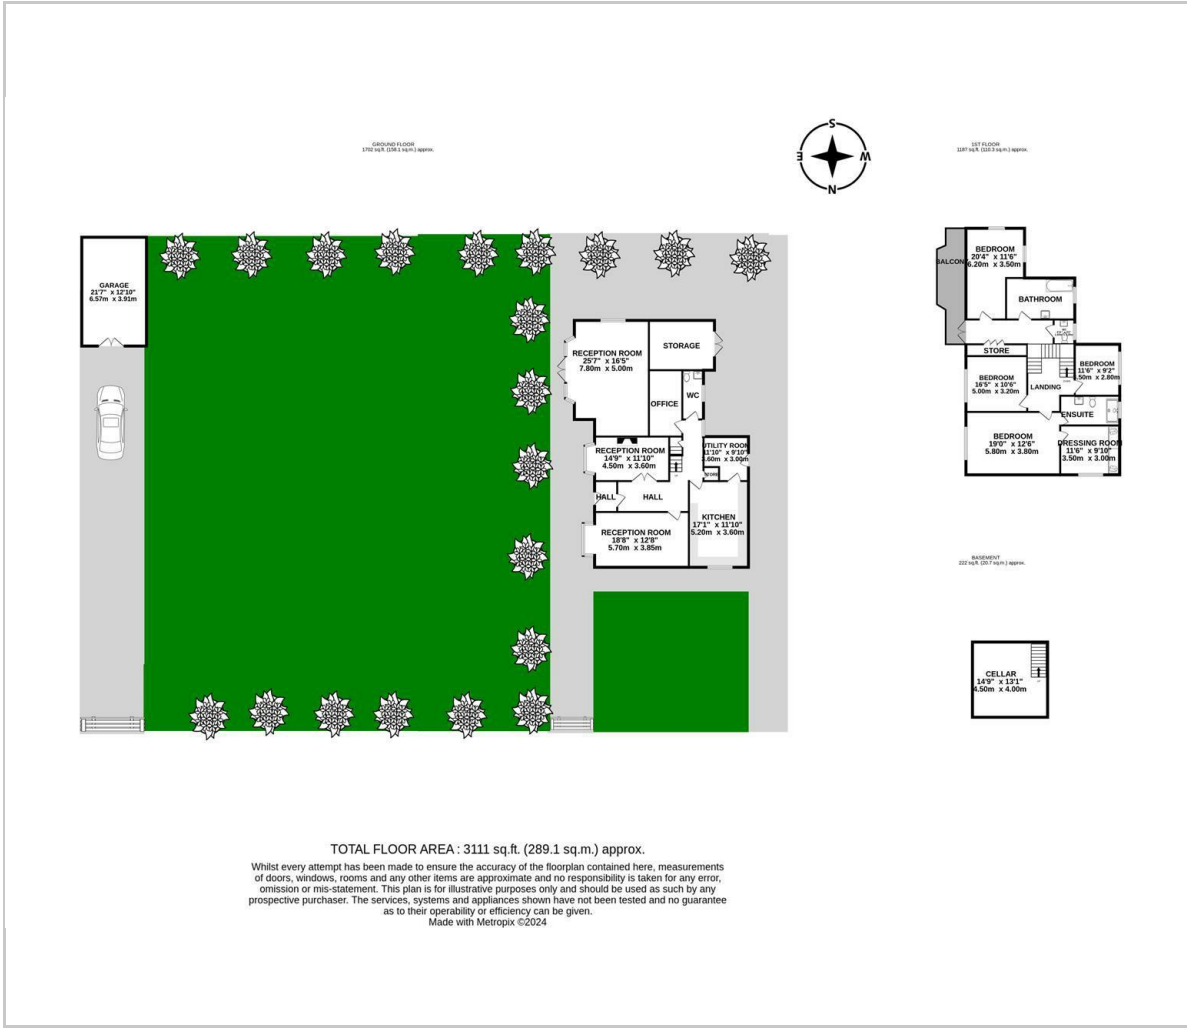 GROUND FLOOR
1702 sq.ft. (158.1 sq.m.) approx.
S
E
W
N
1ST FLOOR
1187 sq.ft. (110.3 sq.m.) approx.
GARAGE
21'7" x 12'10"
6.57m x 3.91m
RECEPTION ROOM
25'7" x 16'5"
7.80m x 5.00m
STORAGE
OFFICE
WC
RECEPTION ROOM
14'9" x 11'10"
4.50m x 3.60m
UTILITY ROOM
11'10" x 9'10"
3.60m x 3.00m
STORE
HALL
HALL
KITCHEN
17'1" x 11'10"
5.20m x 3.60m
RECEPTION ROOM
18'8" x 12'8"
5.70m x 3.85m
BALCONY
BEDROOM
20'4" x 11'6"
6.20m x 3.50m
BATHROOM
STORE
BEDROOM
16'5" x 10'6"
5.00m x 3.20m
LANDING
BEDROOM
11'6" x 9'2"
3.50m x 2.80m
ENSUITE
BEDROOM
19'0" x 12'6"
5.80m x 3.80m
DRESSING ROOM
11'6" x 9'10"
3.50m x 3.00m
BASEMENT
222 sq.ft. (20.7 sq.m.) approx.
CELLAR
14'9" x 13'1"
4.50m x 4.00m
TOTAL FLOOR AREA : 3111 sq.ft. (289.1 sq.m.) approx.
Whilst every attempt has been made to ensure the accuracy of the floorplan contained here, measurements
of doors, windows, rooms and any other items are approximate and no responsibility is taken for any error,
omission or mis-statement. This plan is for illustrative purposes only and should be used as such by any
prospective purchaser. The services, systems and appliances shown have not been tested and no guarantee
as to their operability or efficiency can be given.
Made with Metropix ©2024